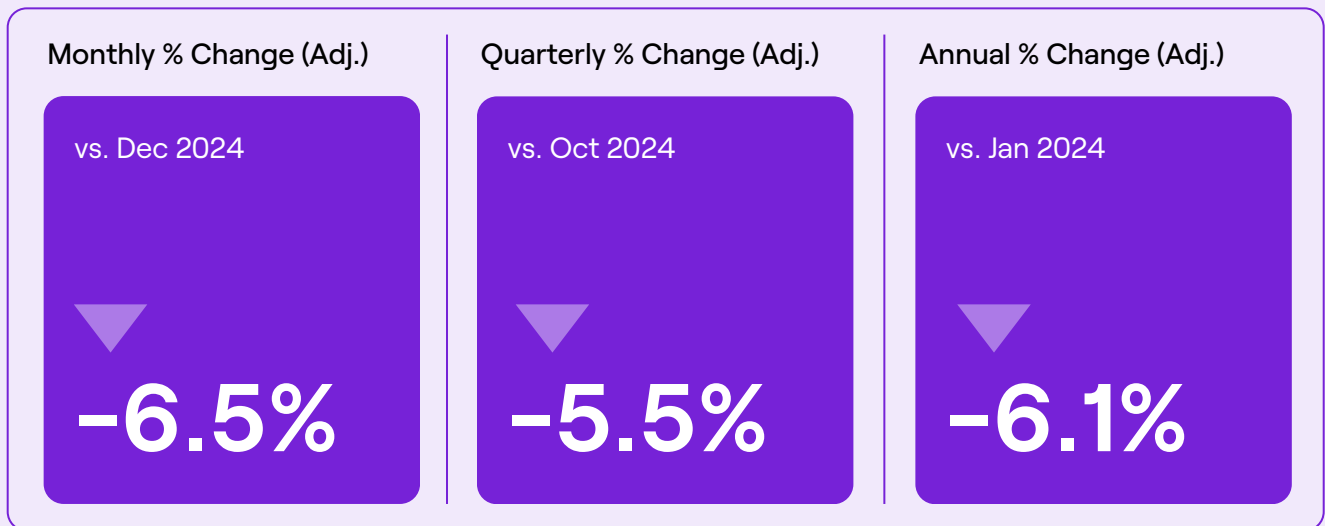 Monthly % Change (Adj.)
vs. Dec 2024
–6.5%
Quarterly % Change (Adj.)
vs. Oct 2024
–5.5%
Annual % Change (Adj.)
vs. Jan 2024
–6.1%